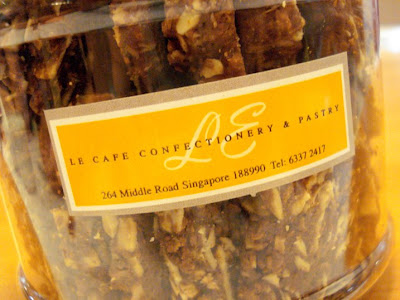 LE
LE CAFE CONFECTIONERY & PASTRY
264 Middle Road Singapore 188990 Tel: 6337 2417